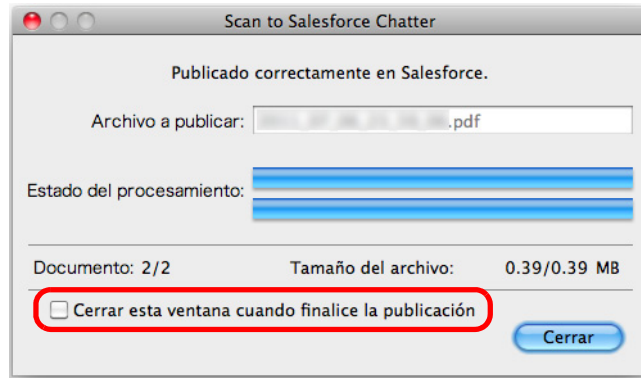 Scan to Salesforce Chatter
Publicado correctamente en Salesforce.
Archivo a publicar: .pdf
Estado del procesamiento:
Documento: 2/2 Tamaño del archivo: 0.39/0.39 MB
Cerrar esta ventana cuando finalice la publicación
Cerrar